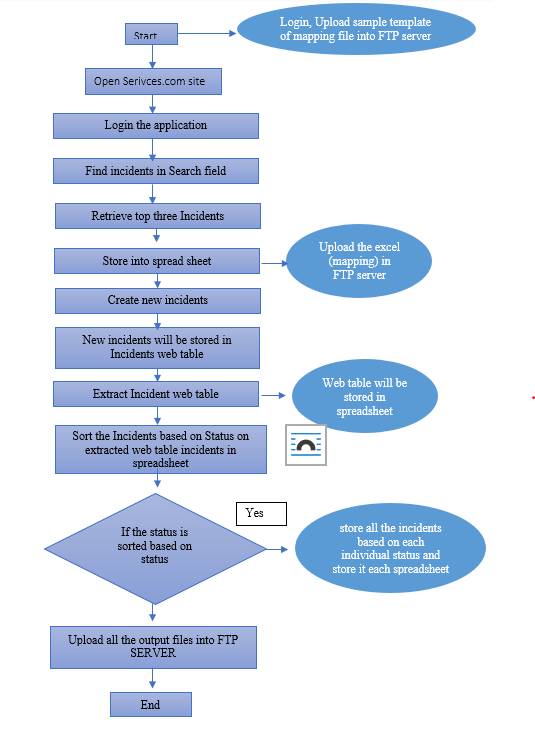 Start
Login, Upload sample template
of mapping file into FTP server
Open Serivces.com site
Login the application
Find incidents in Search field
Retrieve top three Incidents
Store into spread sheet
Upload the excel
(mapping) in
FTP server
Create new incidents
New incidents will be stored in
Incidents web table
Extract Incident web table
Web table will be
stored in
spreadsheet
Sort the Incidents based on Status on
extracted web table incidents in
spreadsheet
Yes
If the status is
sorted based on
status
store all the incidents
based on each
individual status and
store it each spreadsheet
Upload all the output files into FTP
SERVER
End